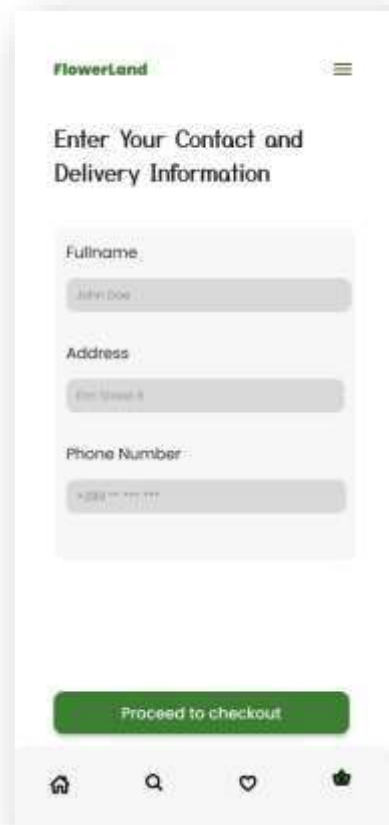 FlowerLand
Enter Your Contact and
Delivery Information
Fullname
John Doe
Address
Phone Number
Proceed to checkout